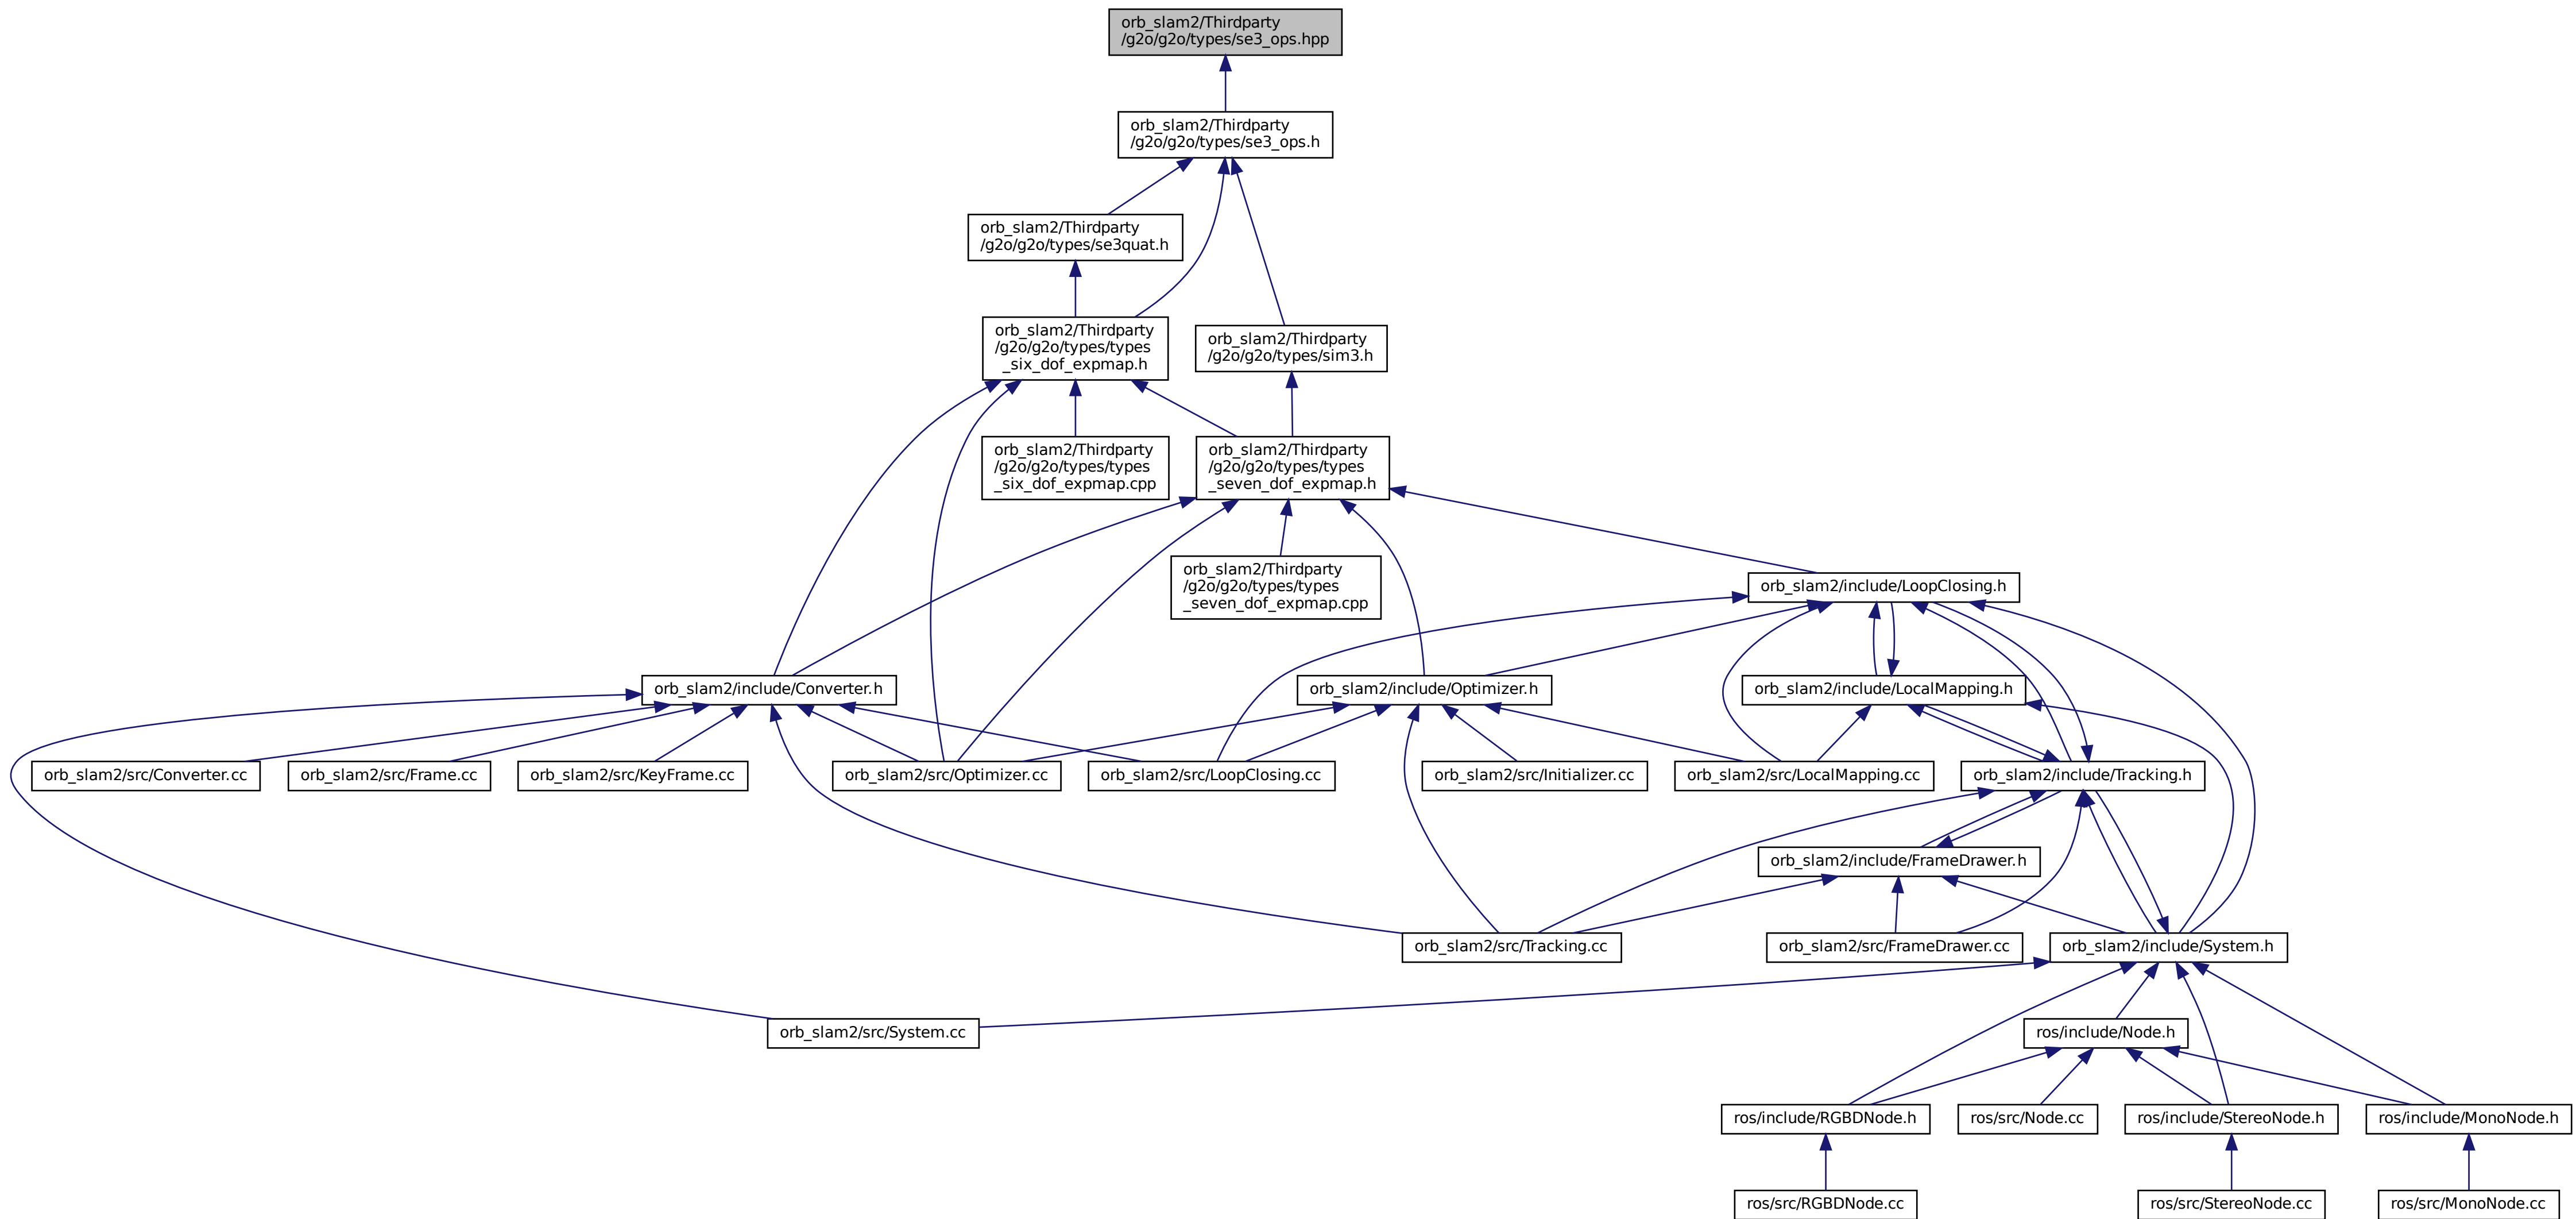 orb_slam2/Thirdparty
/g2o/g2o/types/se3_ops.hpp
orb_slam2/Thirdparty
/g2o/g2o/types/se3_ops.h
orb_slam2/Thirdparty
/g2o/g2o/types/se3quat.h
orb_slam2/Thirdparty
/g2o/g2o/types/types
_six_dof_expmap.h
orb_slam2/Thirdparty
/g2o/g2o/types/sim3.h
orb_slam2/Thirdparty
/g2o/g2o/types/types
_six_dof_expmap.cpp
orb_slam2/Thirdparty
/g2o/g2o/types/types
_seven_dof_expmap.h
orb_slam2/Thirdparty
/g2o/g2o/types/types
_seven_dof_expmap.cpp
orb_slam2/include/LoopClosing.h
orb_slam2/include/Converter.h
orb_slam2/include/Optimizer.h
orb_slam2/include/LocalMapping.h
orb_slam2/src/Converter.cc
orb_slam2/src/Frame.cc
orb_slam2/src/KeyFrame.cc
orb_slam2/src/Optimizer.cc
orb_slam2/src/LoopClosing.cc
orb_slam2/src/Initializer.cc
orb_slam2/src/LocalMapping.cc
orb_slam2/include/Tracking.h
orb_slam2/include/FrameDrawer.h
orb_slam2/src/Tracking.cc
orb_slam2/src/FrameDrawer.cc
orb_slam2/include/System.h
orb_slam2/src/System.cc
ros/include/Node.h
ros/include/RGBDNode.h
ros/src/Node.cc
ros/include/StereoNode.h
ros/include/MonoNode.h
ros/src/RGBDNode.cc
ros/src/StereoNode.cc
ros/src/MonoNode.cc